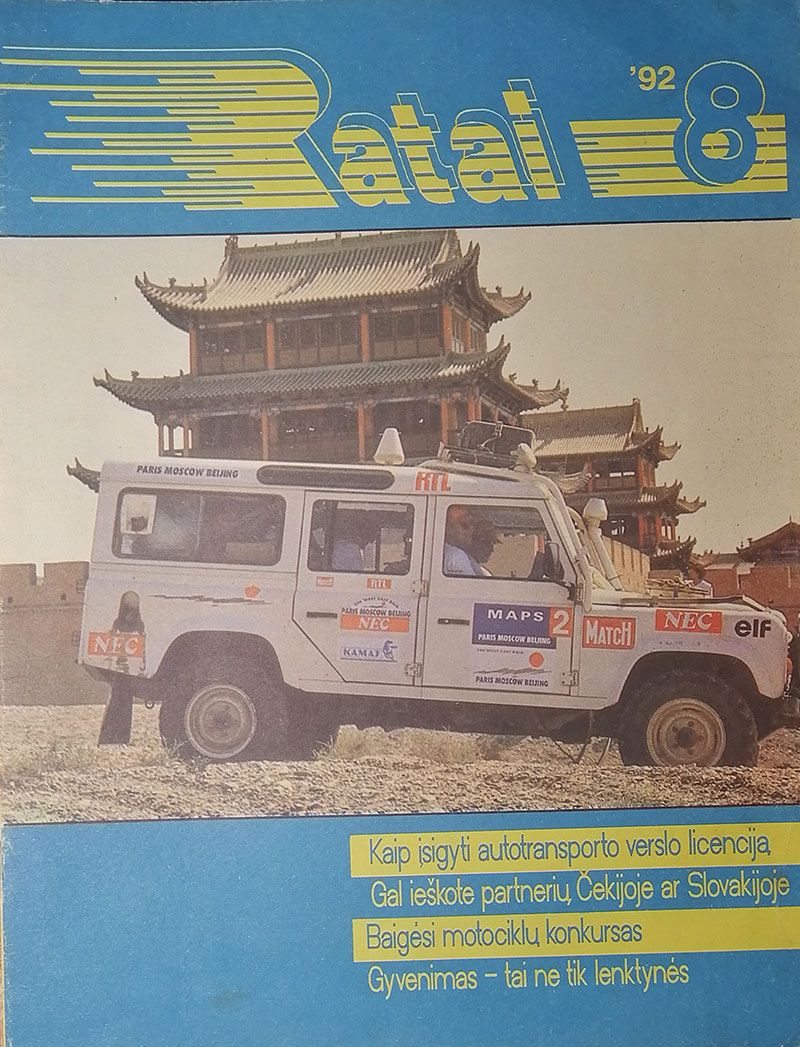 Ratai
'92 8
PARIS MOSCOW BEIJING
RTL
Match RTL
PARIS MOSCOW BEIJING
NEC
KAMAZ
NEC
MAPS 2
PARIS MOSCOW BEIJING
PARIS MOSCOW BEIJING
MATCH
NEC
elf
Kaip įsigyti autotransporto verslo licenciją
Gal ieškote partnerių Čekijoje ar Slovakijoje
Baigėsi motociklų konkursas
Gyvenimas – tai ne tik lenktynės